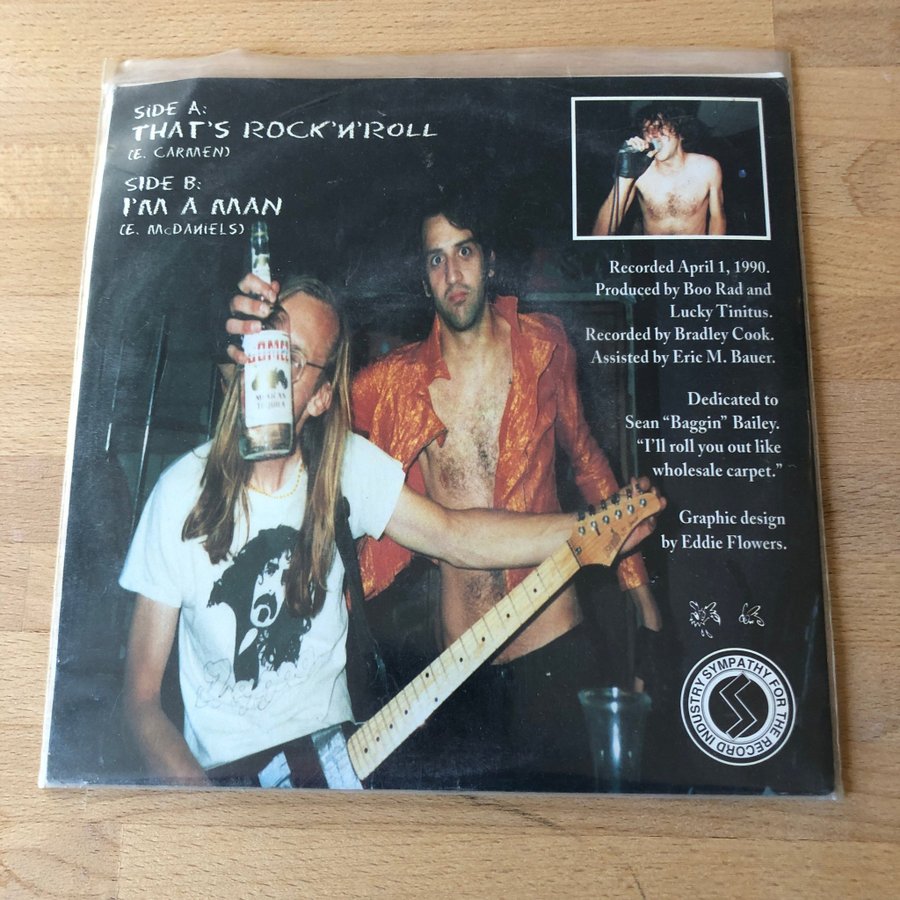 SIDE A:
THAT'S ROCK'N'ROLL
(E. CARMEN)
SIDE B:
I'M A MAN
(E. McDANIELS)
Recorded April 1, 1990.
Produced by Boo Rad and
Lucky Tinitus.
Recorded by Bradley Cook.
Assisted by Eric M. Bauer.
Dedicated to
Sean "Baggin" Bailey.
"I'll roll you out like
wholesale carpet."
Graphic design
by Eddie Flowers.
MEXICAN
TEQUILA
SYMPATHY FOR THE RECORD INDUSTRY